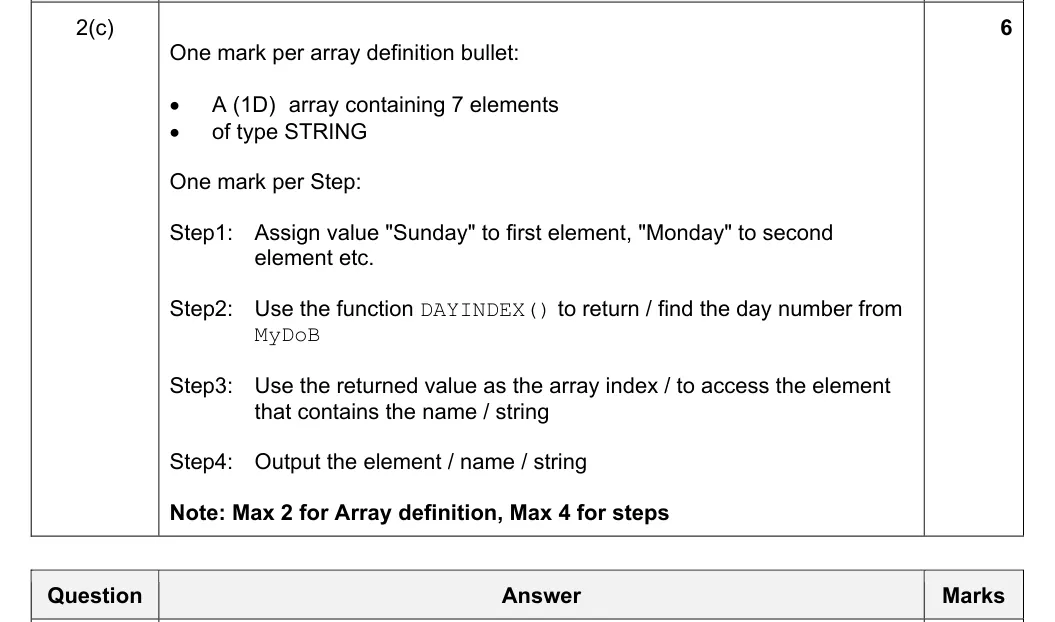 2(c)
6
One mark per array definition bullet:
• A (1D) array containing 7 elements
• of type STRING
One mark per Step:
Step1: Assign value "Sunday" to first element, "Monday" to second
element etc.
Step2: Use the function DAYINDEX() to return / find the day number from
MyDoB
Step3: Use the returned value as the array index / to access the element
that contains the name / string
Step4: Output the element / name / string
Note: Max 2 for Array definition, Max 4 for steps
Question Answer Marks